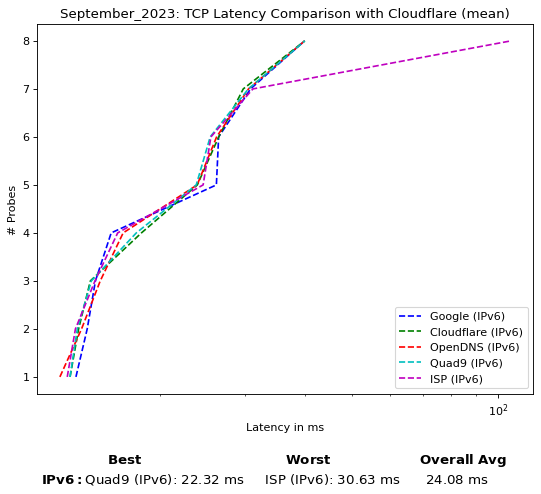 September_2023: TCP Latency Comparison with Cloudflare (mean)
8
7
6
5
4
3
2
1
# Probes
Google (IPv6)
Cloudflare (IPv6)
OpenDNS (IPv6)
Quad9 (IPv6)
ISP (IPv6)
10²
Latency in ms
Best Worst Overall Avg
IPv6: Quad9 (IPv6): 22.32 ms ISP (IPv6): 30.63 ms 24.08 ms